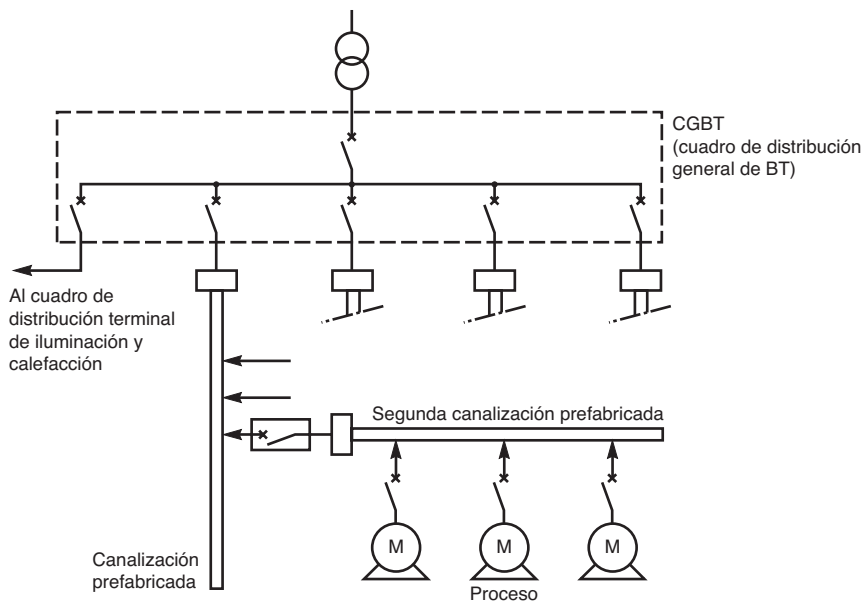 CGBT
(cuadro de distribución
general de BT)
Al cuadro de
distribución terminal
de iluminación y
calefacción
Segunda canalización prefabricada
M
M
M
Canalización
prefabricada
Proceso